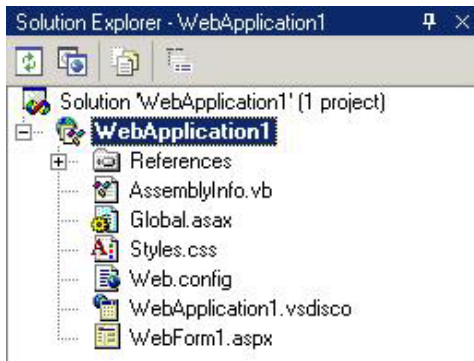 Solution Explorer - WebApplication1
Solution 'WebApplication1' (1 project)
WebApplication1
References
AssemblyInfo.vb
Global.asax
Styles.css
Web.config
WebApplication1.vsdisco
WebForm1.aspx